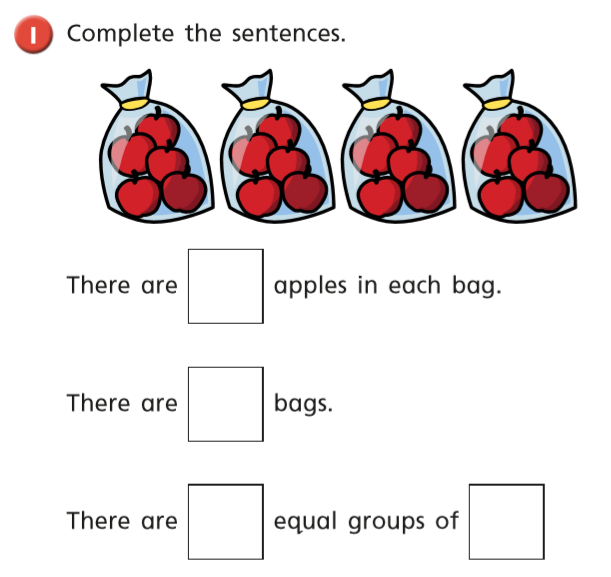 1 Complete the sentences.
There are apples in each bag.
There are bags.
There are equal groups of